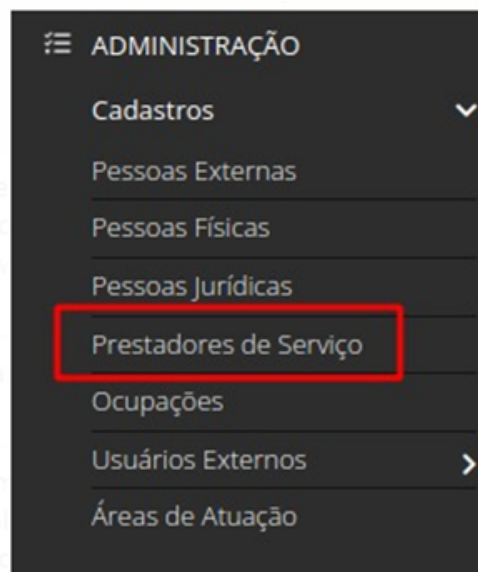 ADMINISTRAÇÃO
Cadastros
Pessoas Externas
Pessoas Físicas
Pessoas Jurídicas
Prestadores de Serviço
Ocupações
Usuários Externos
Áreas de Atuação